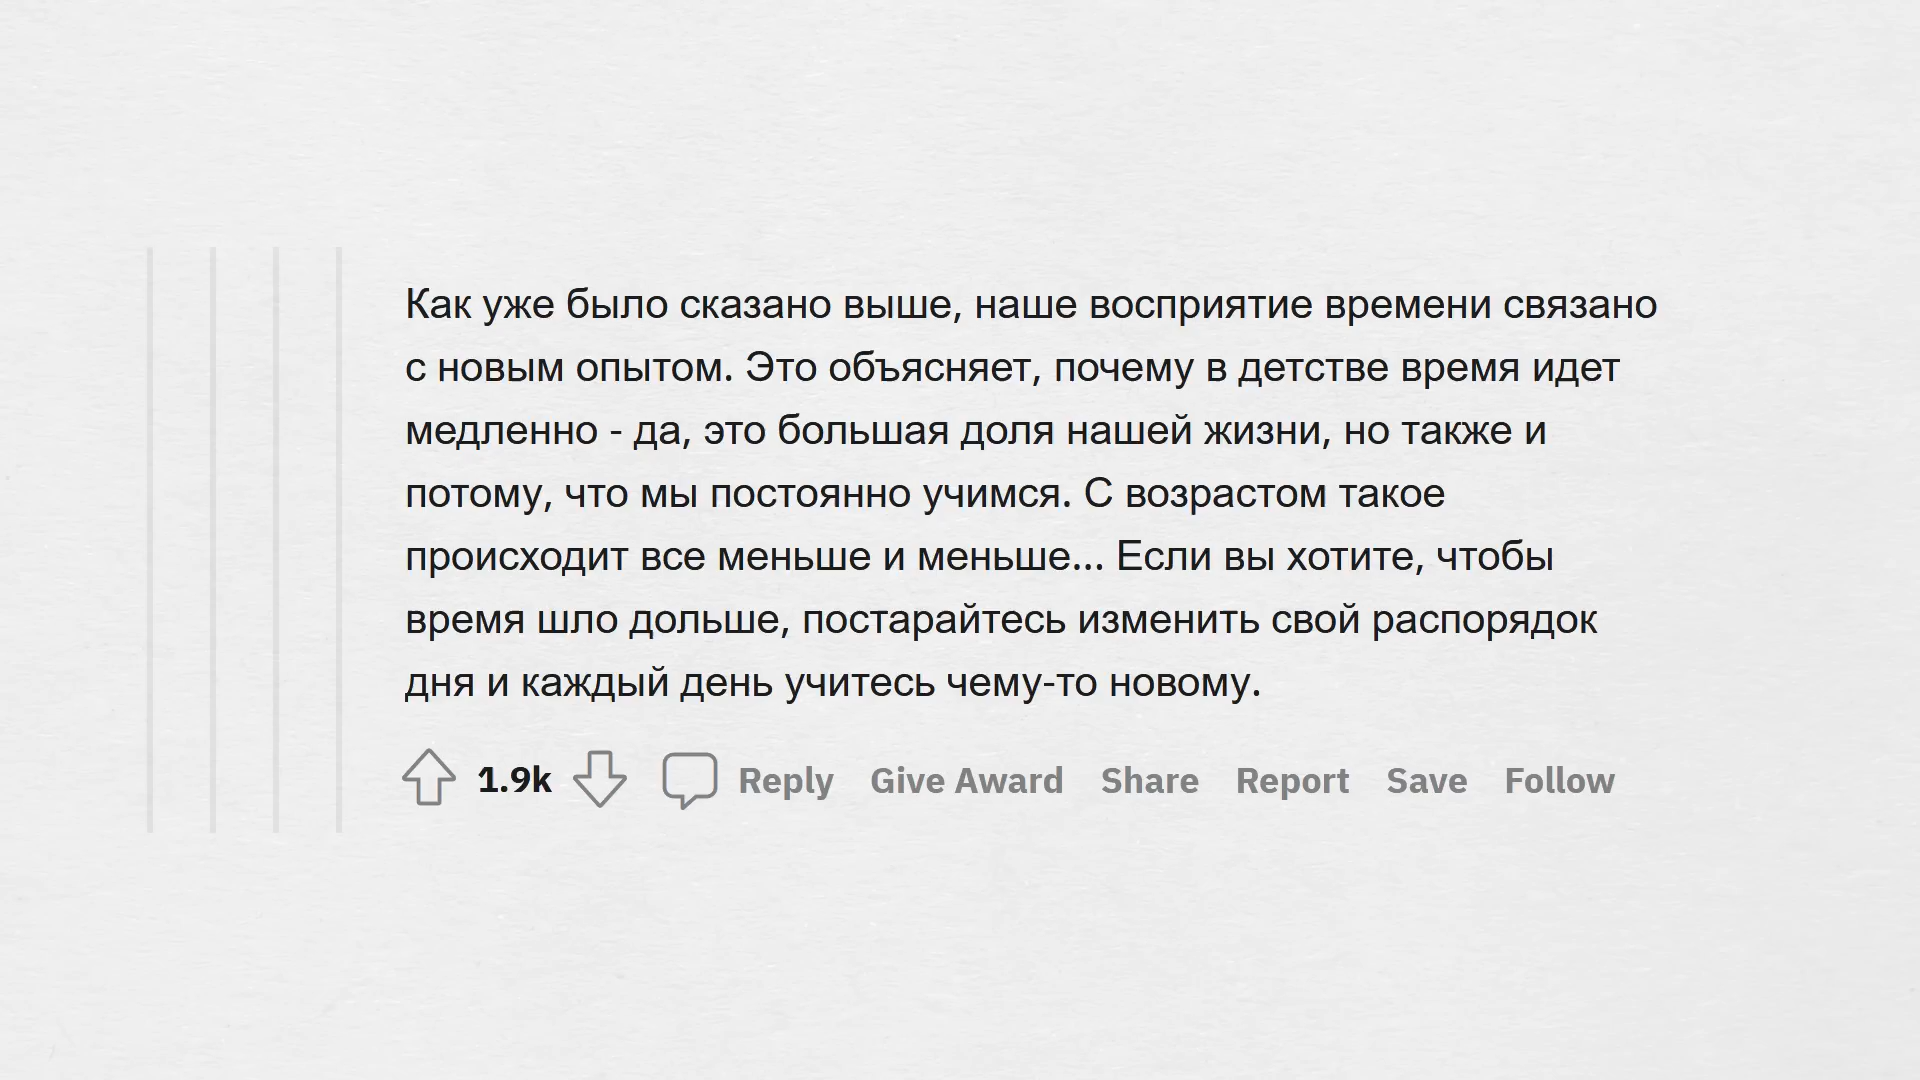 Как уже было сказано выше, наше восприятие времени связано
с новым опытом. Это объясняет, почему в детстве время идет
медленно - да, это большая доля нашей жизни, но также и
потому, что мы постоянно учимся. С возрастом такое
происходит все меньше и меньше... Если вы хотите, чтобы
время шло дольше, постарайтесь изменить свой распорядок
дня и каждый день учитесь чему-то новому.
1.9k Reply Give Award Share Report Save Follow